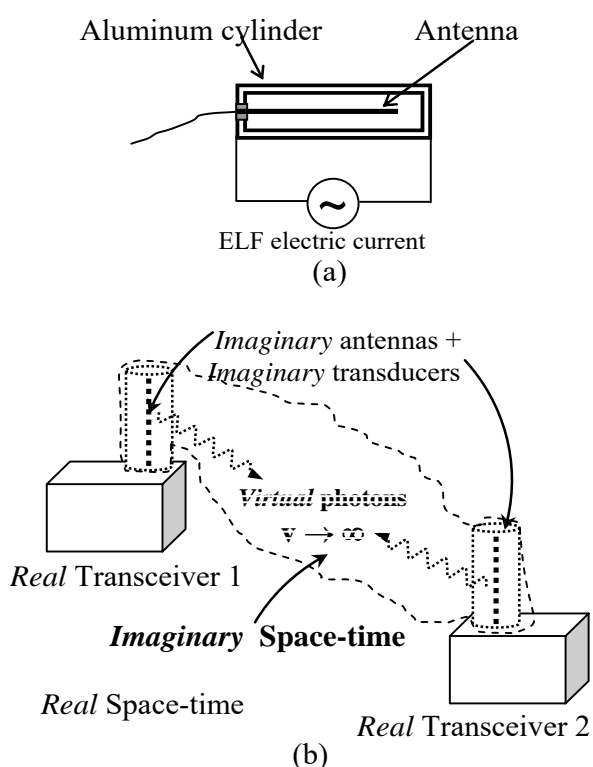 Aluminum cylinder Antenna
~
ELF electric current
(a)
Imaginary antennas +
Imaginary transducers
Virtual photons
v → ∞
Real Transceiver 1
Imaginary Space-time
Real Space-time
Real Transceiver 2
(b)